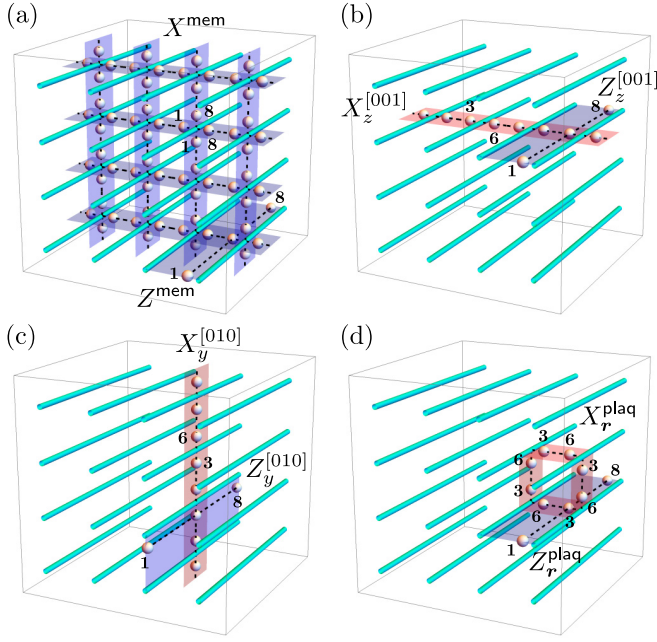 (a)
X^mem
1 8
1 8
8
1
Z^mem
(b)
Z_z^[001]
X_z^[001]
3
8
6
1
(c)
X_y^[010]
6
3
Z_y^[010]
8
1
(d)
X_r^plaq
3 6
6 3
8
3 6
6 3
1
Z_r^plaq